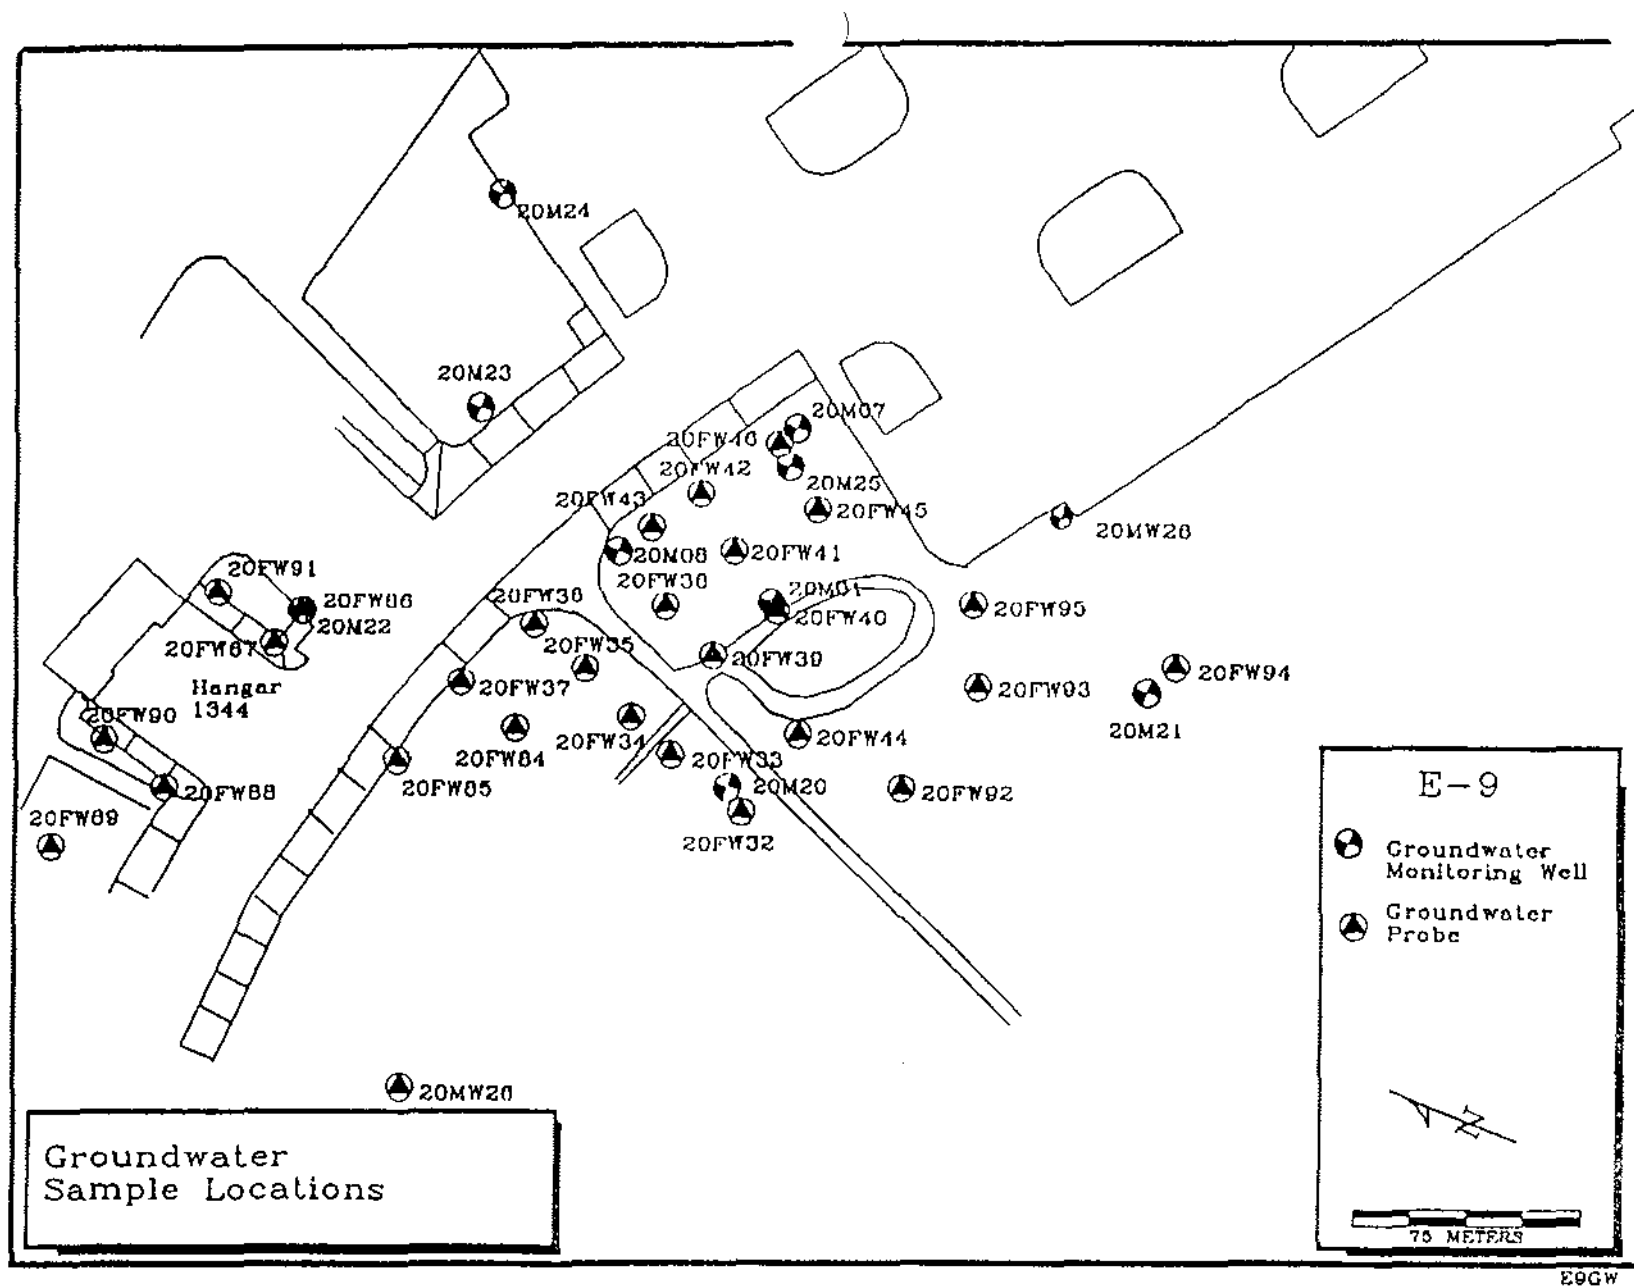 20M24
20M23
20M07
20FW46
20FW42
20M25
20FW43
20FW45
20MW28
20M08
20FW41
20FW91
20FW38
20FW86
20M01
20FW36
20FW40
20FW95
20M22
20FW87
20FW35
20FW39
20FW94
Hangar
1344
20FW37
20FW93
20FW90
20M21
20FW34
20FW44
20FW84
20FW33
E-9
20FW88
20FW85
20M20
20FW92
20FW89
20FW32
Groundwater
Monitoring Well
Groundwater
Probe
20MW26
N
Groundwater
Sample Locations
75 METERS
E9GW